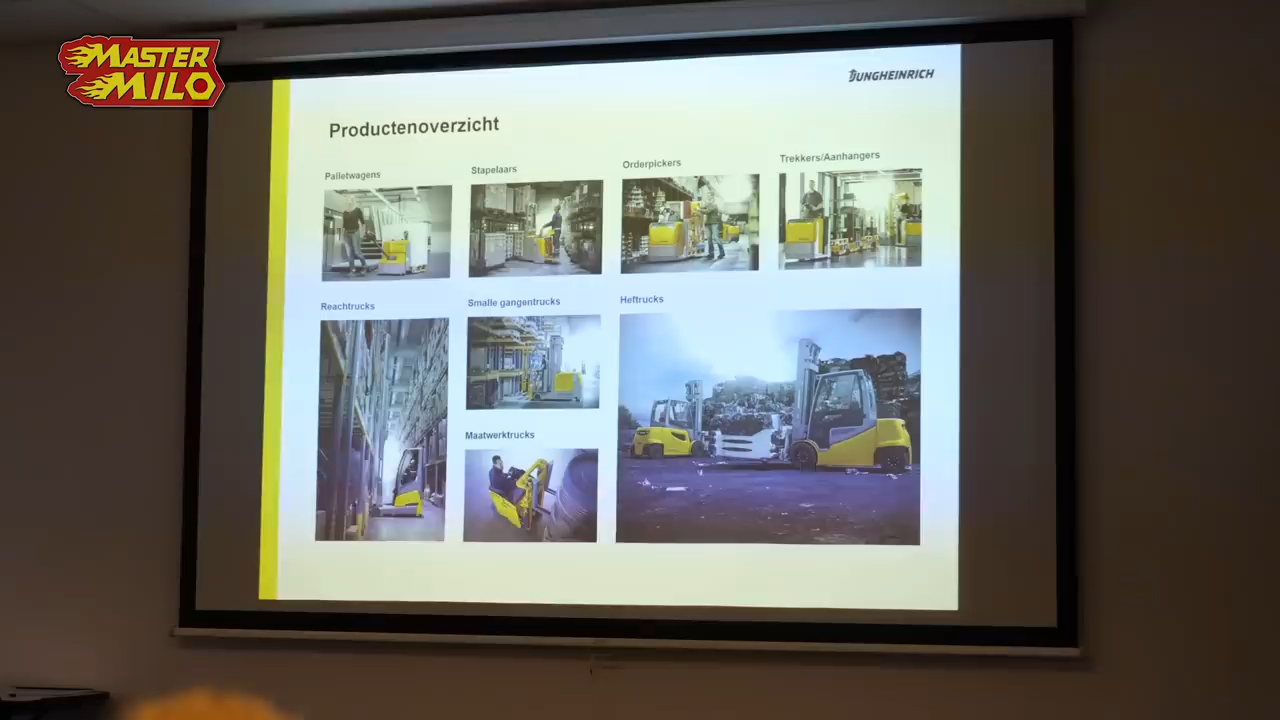 MASTER
MILO
JUNGHEINRICH
Productenoverzicht
Palletwagens
Stapelaars
Orderpickers
Trekkers/Aanhangers
Reachtrucks
Smalle gangentrucks
Heftrucks
Maatwerktrucks